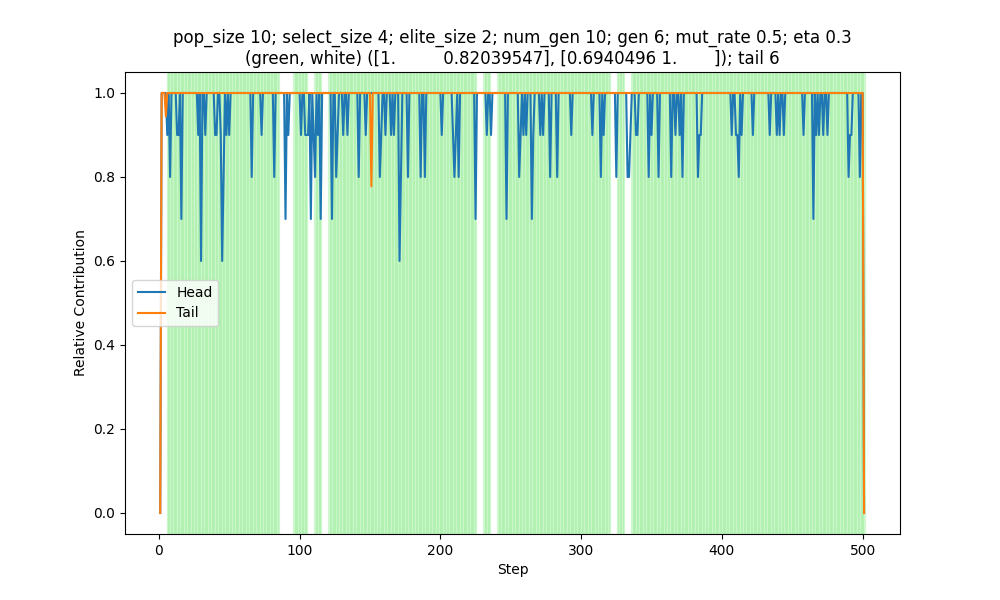 pop_size 10; select_size 4; elite_size 2; num_gen 10; gen 6; mut_rate 0.5; eta 0.3
(green, white) ([1.         0.82039547], [0.6940496 1.       ]); tail 6
1.0
0.8
0.6
0.4
0.2
0.0
Relative Contribution
Head
Tail
0
100
200
300
400
500
Step